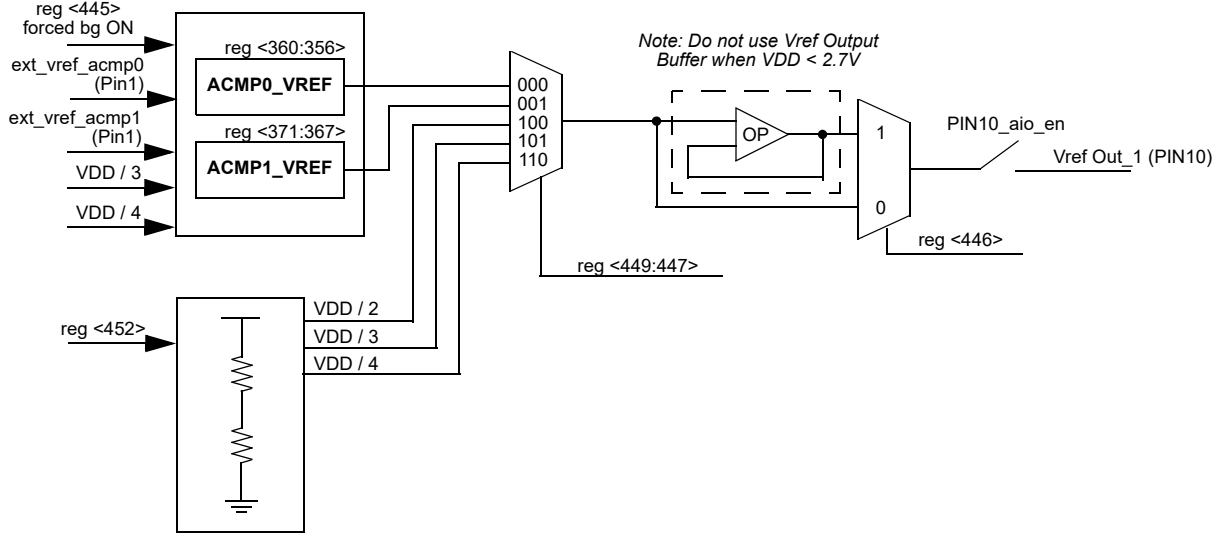 reg <445>
forced bg ON
ext_vref_acmp0
(Pin1)
ext_vref_acmp1
(Pin1)
VDD / 3
VDD / 4
reg <360:356>
ACMP0_VREF
reg <371:367>
ACMP1_VREF
000
001
100
101
110
reg <449:447>
Note: Do not use Vref Output
Buffer when VDD < 2.7V
OP
1
0
reg <446>
PIN10_aio_en
Vref Out_1 (PIN10)
reg <452>
VDD / 2
VDD / 3
VDD / 4